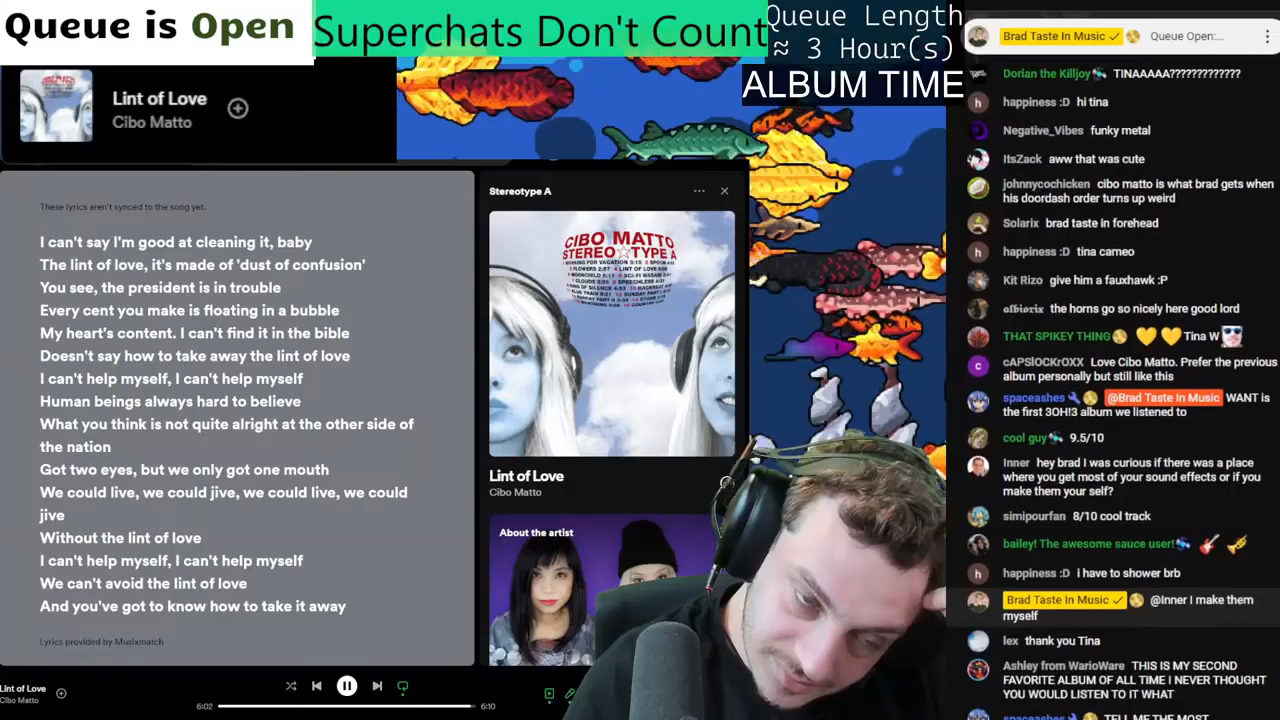 Queue is Open
Superchats Don't Count
Queue Length
≈ 3 Hour(s)
ALBUM TIME
Lint of Love
Cibo Matto
These lyrics aren't synced to the song yet.
I can't say I'm good at cleaning it, baby
The lint of love, it's made of 'dust of confusion'
You see, the president is in trouble
Every cent you make is floating in a bubble
My heart's content. I can't find it in the bible
Doesn't say how to take away the lint of love
I can't help myself, I can't help myself
Human beings always hard to believe
What you think is not quite alright at the other side of
the nation
Got two eyes, but we only got one mouth
We could live, we could jive, we could live, we could
jive
Without the lint of love
I can't help myself, I can't help myself
We can't avoid the lint of love
And you've got to know how to take it away
Lyrics provided by Musixmatch
Stereotype A
CIBO MATTO
STEREO TYPE A
Lint of Love
Cibo Matto
About the artist
Lint of Love
Cibo Matto
6:02
6:10
Brad Taste In Music Queue Open:...
Dorian the Killjoy TINAAAAA?????????????
happiness :D hi tina
Negative_Vibes funky metal
ItsZack aww that was cute
johnnycochicken cibo matto is what brad gets when
his doordash order turns up weird
Solarix brad taste in forehead
happiness :D tina cameo
Kit Rizo give him a fauxhawk :P
the horns go so nicely here good lord
THAT SPIKEY THING 💛 💛 Tina W
cAPSlOCKrOXX Love Cibo Matto. Prefer the previous
album personally but still like this
spaceashes @Brad Taste In Music WANT is
the first 3OH!3 album we listened to
cool guy 9.5/10
Inner hey brad I was curious if there was a place
where you get most of your sound effects or if you
make them your self?
simipourfan 8/10 cool track
bailey! The awesome sauce user! 🎸 🎺
happiness :D i have to shower brb
Brad Taste In Music @Inner I make them
myself
lex thank you Tina
Ashley from WarioWare THIS IS MY SECOND
FAVORITE ALBUM OF ALL TIME I NEVER THOUGHT
YOU WOULD LISTEN TO IT WHAT
spaceashes TELL ME THE MOST